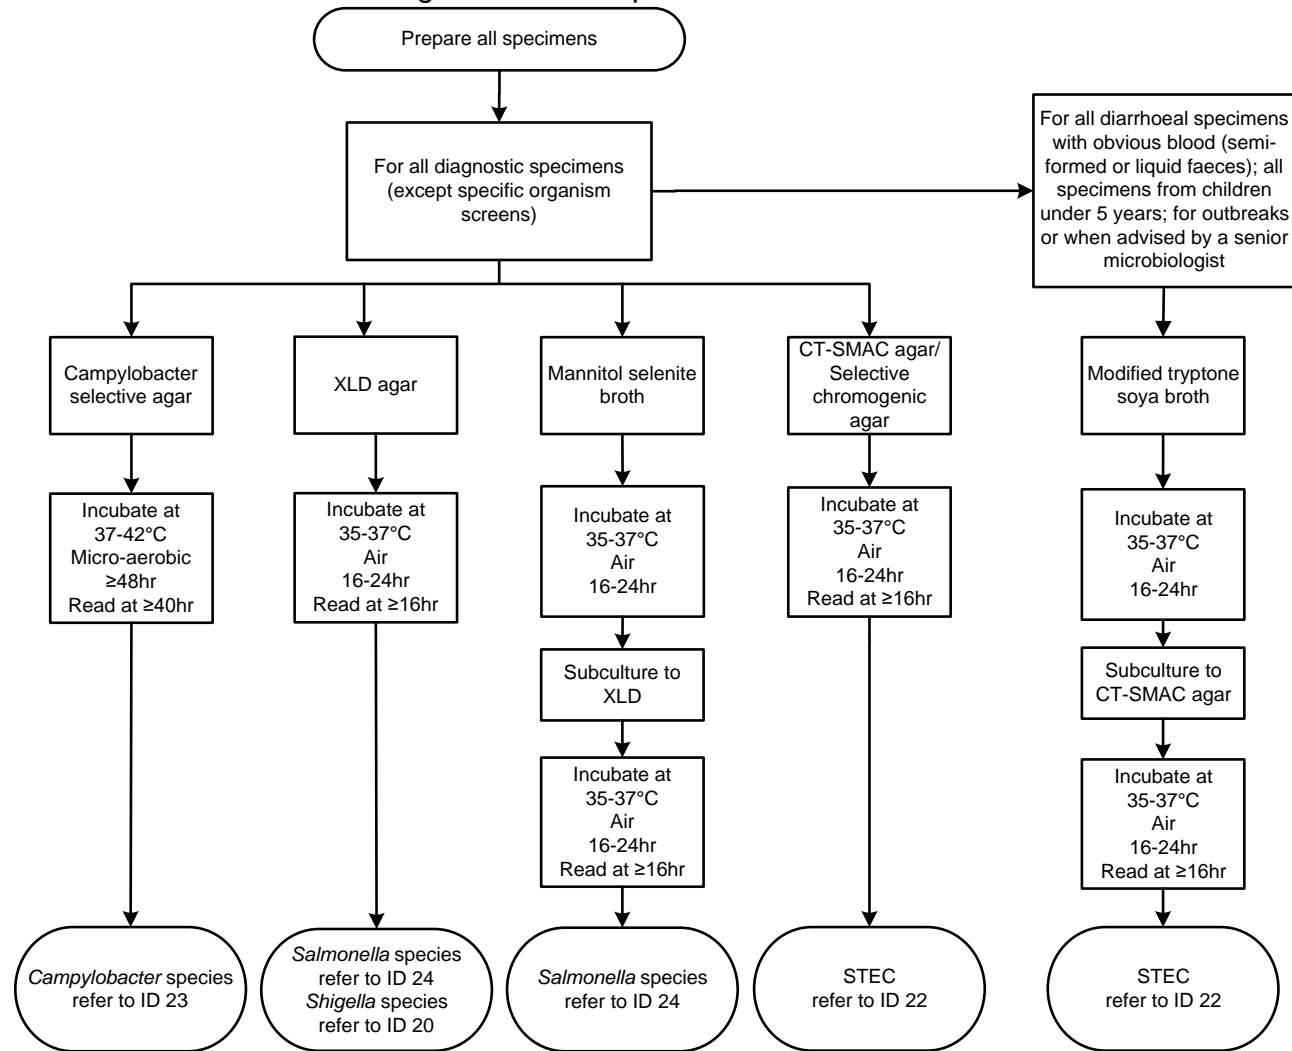 Prepare all specimens
For all diagnostic specimens
(except specific organism
screens)
For all diarrhoeal specimens
with obvious blood (semi-
formed or liquid faeces); all
specimens from children
under 5 years; for outbreaks
or when advised by a senior
microbiologist
Campylobacter
selective agar
XLD agar
Mannitol selenite
broth
CT-SMAC agar/
Selective
chromogenic
agar
Modified tryptone
soya broth
Incubate at
37-42°C
Micro-aerobic
≥48hr
Read at ≥40hr
Incubate at
35-37°C
Air
16-24hr
Read at ≥16hr
Incubate at
35-37°C
Air
16-24hr
Incubate at
35-37°C
Air
16-24hr
Read at ≥16hr
Incubate at
35-37°C
Air
16-24hr
Subculture to
XLD
Subculture to
CT-SMAC agar
Incubate at
35-37°C
Air
16-24hr
Read at ≥16hr
Incubate at
35-37°C
Air
16-24hr
Read at ≥16hr
Campylobacter species
refer to ID 23
Salmonella species
refer to ID 24
Shigella species
refer to ID 20
Salmonella species
refer to ID 24
STEC
refer to ID 22
STEC
refer to ID 22